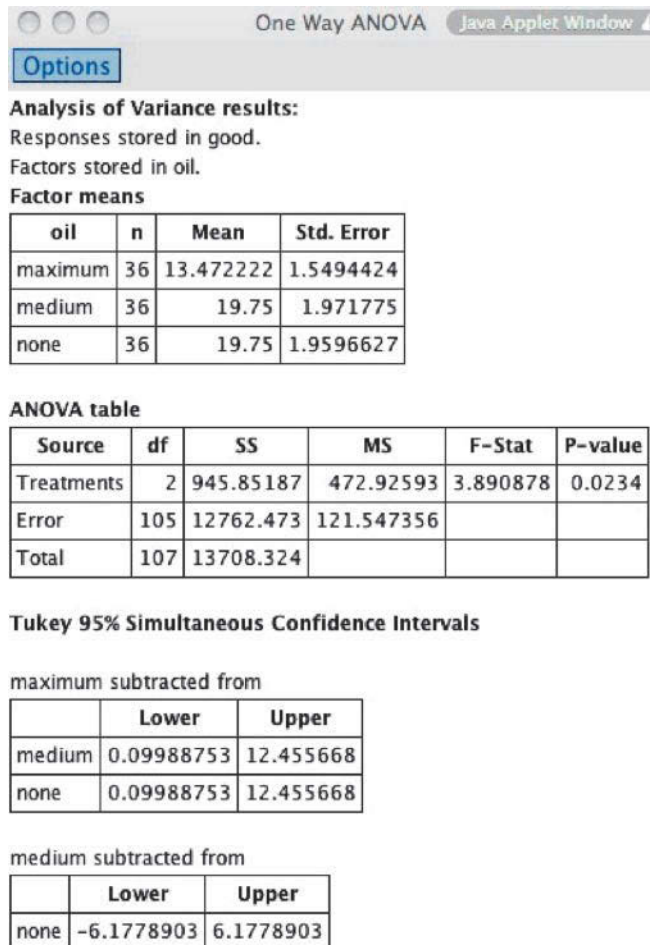 One Way ANOVA Java Applet Window
Options
Analysis of Variance results:
Responses stored in good.
Factors stored in oil.
Factor means
oil n Mean Std. Error
maximum 36 13.472222 1.5494424
medium 36 19.75 1.971775
none 36 19.75 1.9596627
ANOVA table
Source df SS MS F-Stat P-value
Treatments 2 945.85187 472.92593 3.890878 0.0234
Error 105 12762.473 121.547356
Total 107 13708.324
Tukey 95% Simultaneous Confidence Intervals
maximum subtracted from
Lower Upper
medium 0.09988753 12.455668
none 0.09988753 12.455668
medium subtracted from
Lower Upper
none -6.1778903 6.1778903